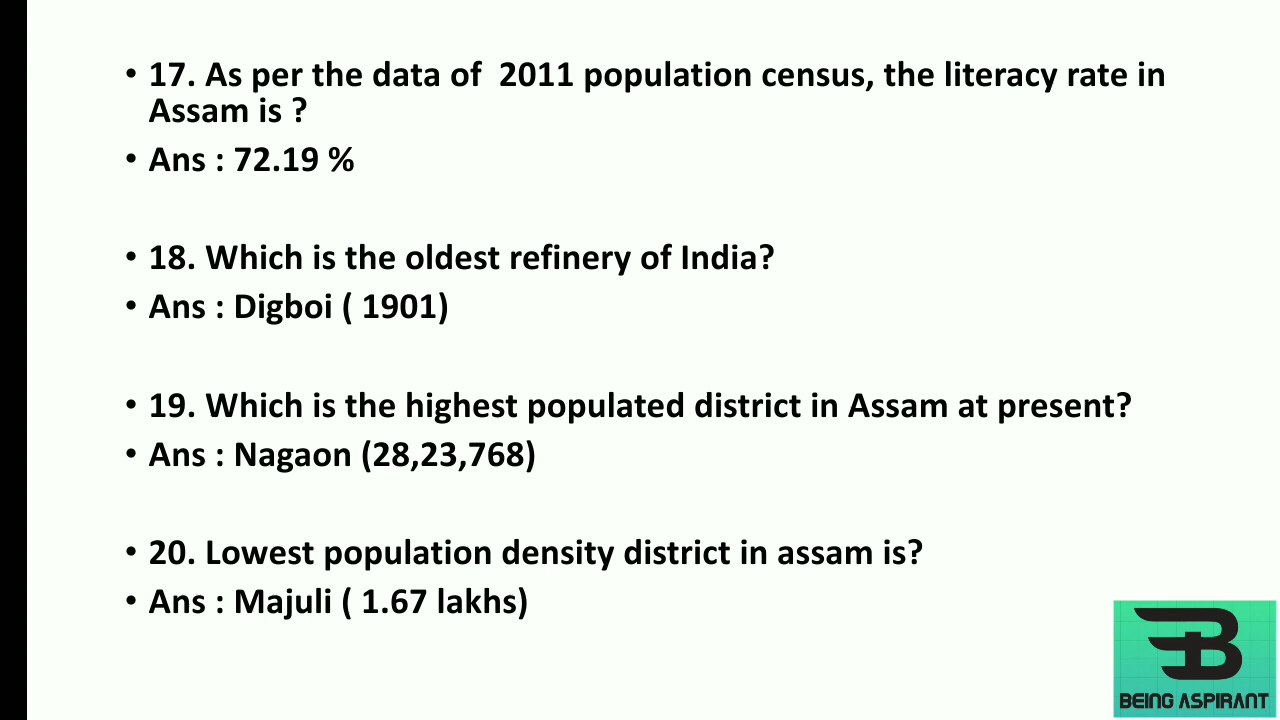 • 17. As per the data of  2011 population census, the literacy rate in
Assam is ?
• Ans : 72.19 %
• 18. Which is the oldest refinery of India?
• Ans : Digboi ( 1901)
• 19. Which is the highest populated district in Assam at present?
• Ans : Nagaon (28,23,768)
• 20. Lowest population density district in assam is?
• Ans : Majuli ( 1.67 lakhs)
B
BEING ASPIRANT